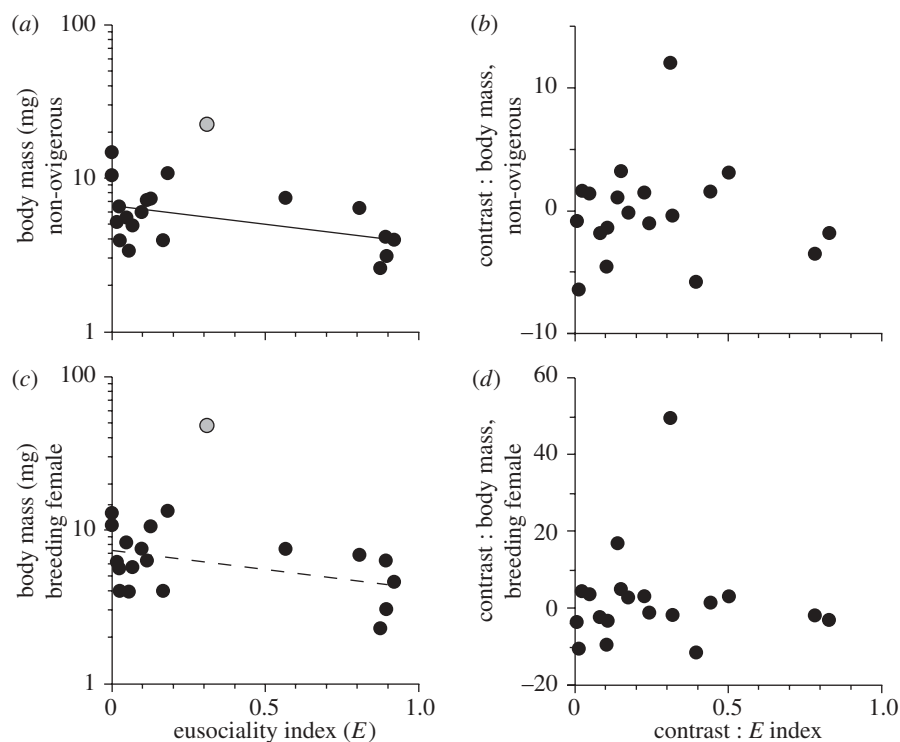 (a)
100
10
1
body mass (mg)
non-ovigerous
(b)
10
0
–10
contrast : body mass,
non-ovigerous
(c)
100
10
1
body mass (mg)
breeding female
0
0.5
1.0
eusociality index (E)
(d)
60
40
20
0
–20
contrast : body mass,
breeding female
0
0.5
1.0
contrast : E index